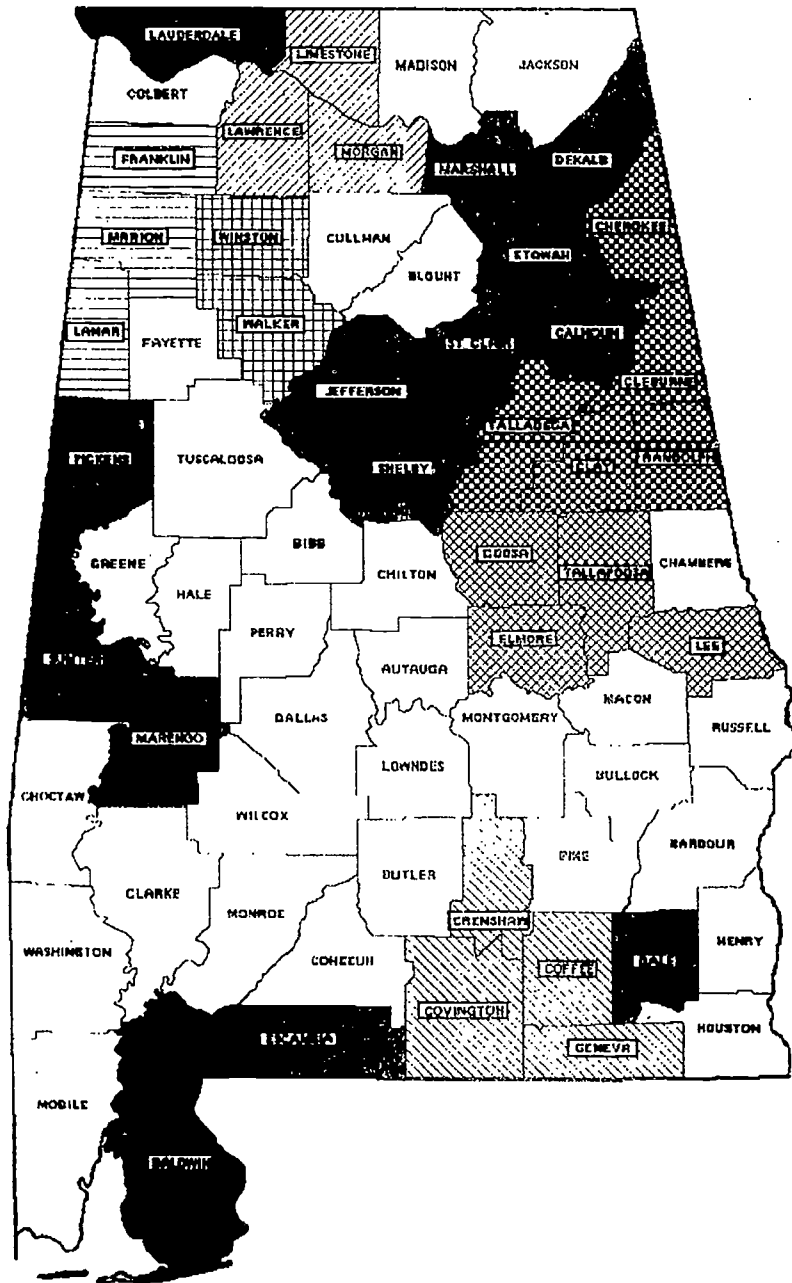 LAUDERDALE
LIMESTONE
MADISON
JACKSON
COLBERT
LAWRENCE
FRANKLIN
MORGAN
MARSHALL
DEKALB
CHEROKEE
MARION
WINSTON
CULLMAN
ETOWAH
BLOUNT
LAMAR
WALKER
FAYETTE
ST. CLAIR
CALHOUN
CLEBURNE
JEFFERSON
TALLADEGA
PICKENS
TUSCALOOSA
SHELBY
CLAY
RANDOLPH
BIBB
COOSA
GREENE
CHILTON
TALLAPOOSA
CHAMBERS
HALE
PERRY
ELMORE
LEE
SUMTER
AUTAUGA
MACON
DALLAS
MONTGOMERY
RUSSELL
MARENGO
LOWNDES
BULLOCK
CHOCTAW
WILCOX
BARBOUR
PIKE
BUTLER
CLARKE
MONROE
CRENSHAW
HENRY
WASHINGTON
CONECUH
COFFEE
DALE
COVINGTON
HOUSTON
ESCAMBIA
GENEVA
MOBILE
BALDWIN